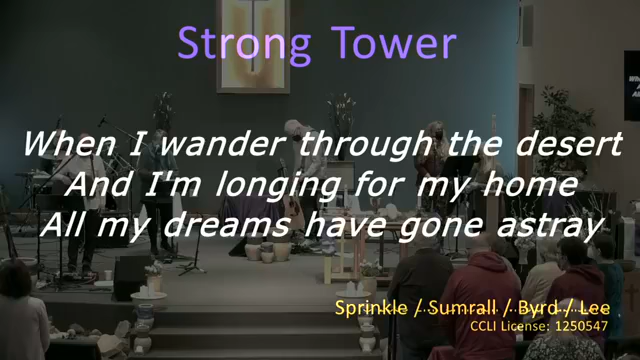 Strong Tower
When I wander through the desert
And I'm longing for my home
All my dreams have gone astray
Sprinkle / Sumrall / Byrd / Lee
CCLI License: 1250547